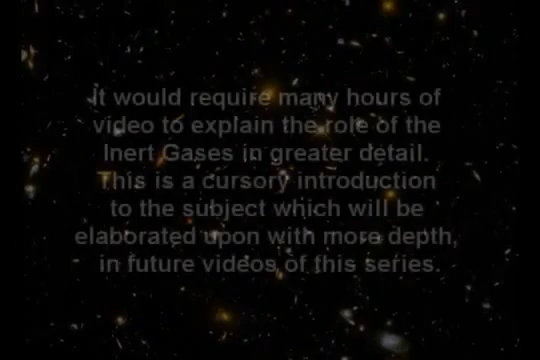 It would require many hours of
video to explain the role of the
Inert Gases in greater detail.
This is a cursory introduction
to the subject which will be
elaborated upon with more depth,
in future videos of this series.